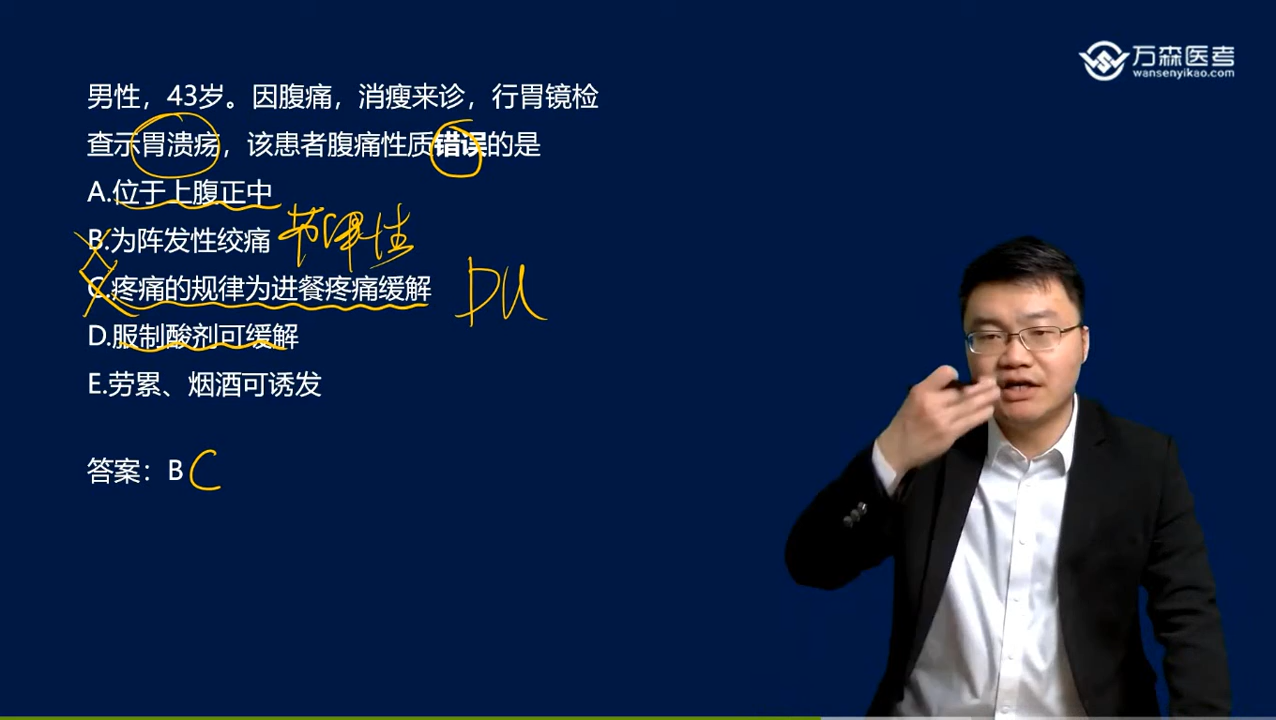 万森医考
wansenyikao.com
男性，43岁。因腹痛，消瘦来诊，行胃镜检
查示胃溃疡，该患者腹痛性质错误的是
A.位于上腹正中
B.为阵发性绞痛 节律性
C.疼痛的规律为进餐疼痛缓解 DU
D.服制酸剂可缓解
E.劳累、烟酒可诱发
答案：B C